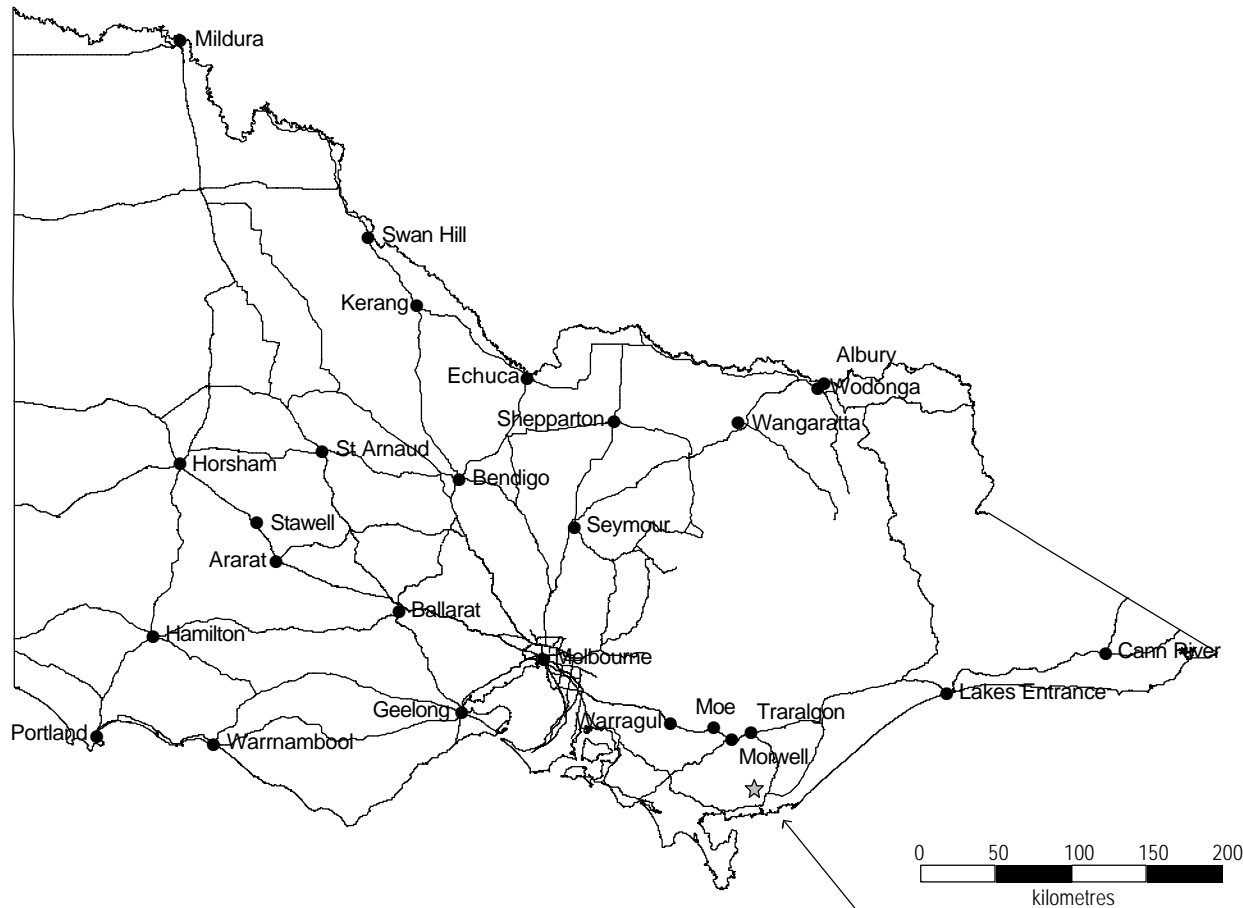 Mildura
Swan Hill
Kerang
Albury
Echuca
Wodonga
Shepparton
Wangaratta
St Arnaud
Horsham
Bendigo
Stawell
Seymour
Ararat
Ballarat
Hamilton
Melbourne
Cann River
Lakes Entrance
Geelong
Moe
Traralgon
Warragul
Portland
Warrnambool
Morwell
0 50 100 150 200
kilometres